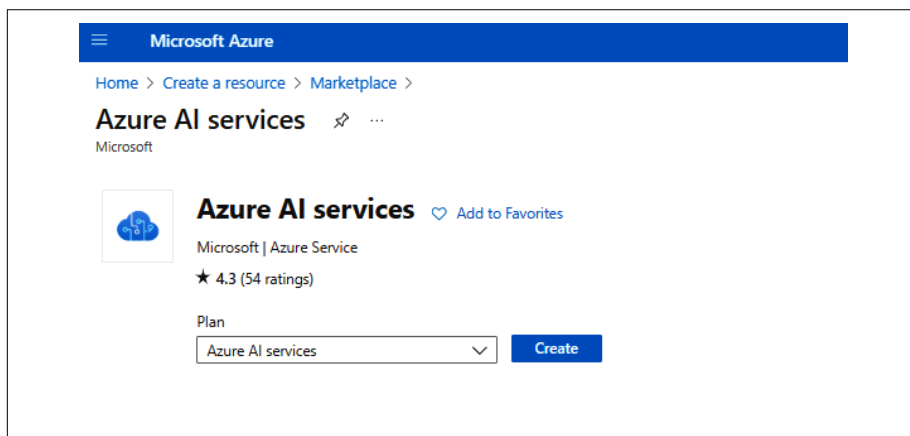 Microsoft Azure
Home > Create a resource > Marketplace >
Azure AI services ...
Microsoft
Azure AI services Add to Favorites
Microsoft | Azure Service
★ 4.3 (54 ratings)
Plan
Azure AI services Create